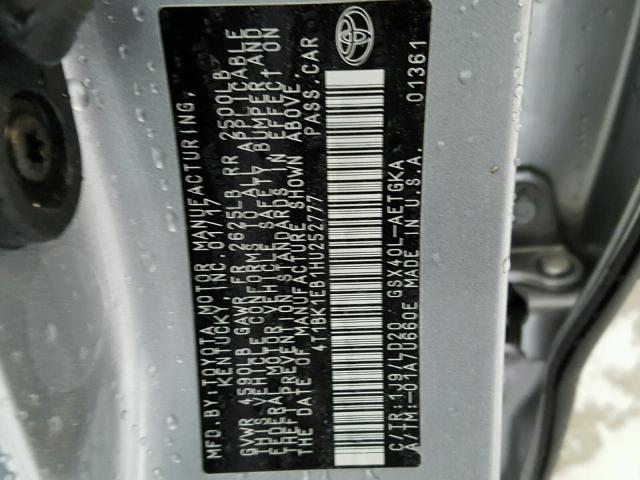 MFD.BY:TOYOTA MOTOR MANUFACTURING,
KENTUCKY, INC. 01/17
GVWR 4590LB GAWR FR 2625LB RR 2500LB
THIS VEHICLE CONFORMS TO ALL APPLICABLE
FEDERAL MOTOR VEHICLE SAFETY, BUMPER, AND
THEFT PREVENTION STANDARDS IN EFFECT ON
THE DATE OF MANUFACTURE SHOWN ABOVE.
4T1BK1EB1HU252777 PASS.CAR
C/TR:1J9/7D20 GSX40L-AETGKA 01361
A/TM:-01A/U660E MADE IN U.S.A.